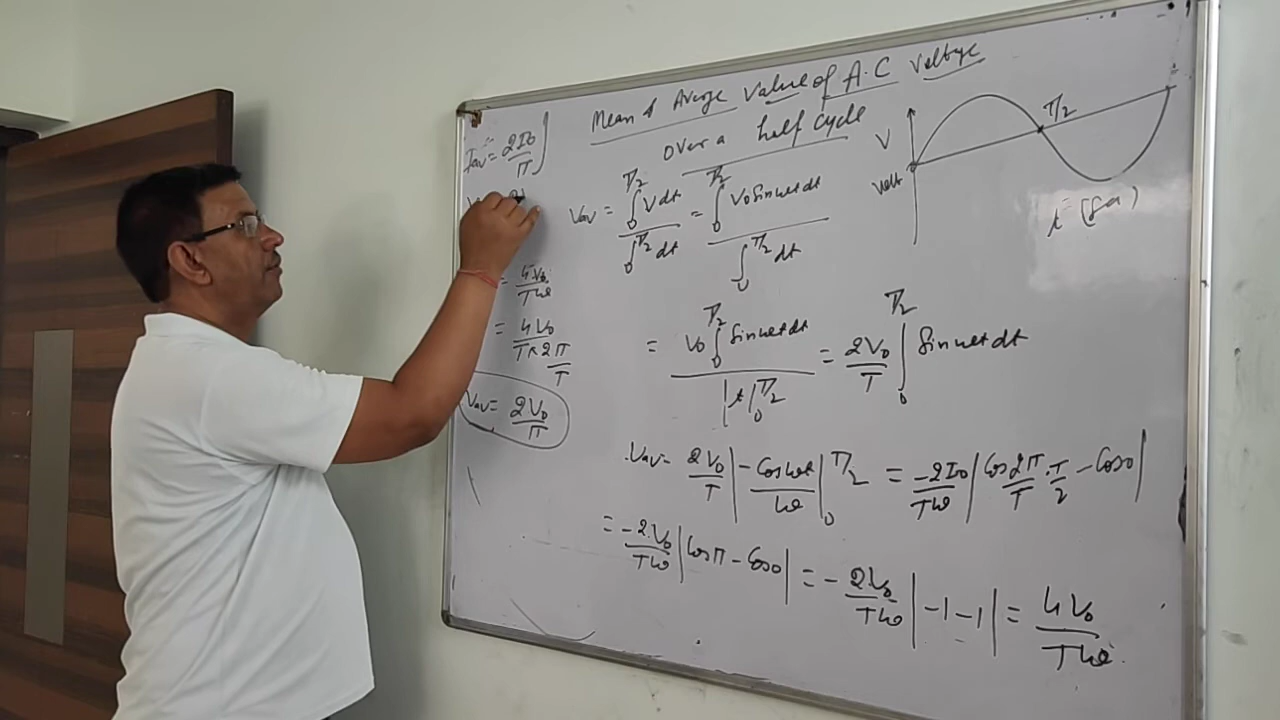 Mean & Average Value of A.C Voltage
over a half cycle
Iav = 2I0/π
Vav = ∫0^T/2 V dt / ∫0^T/2 dt = ∫0^T/2 V0 Sinωt dt / ∫0^T/2 dt
V
Volt
T/2
t (Sec)
= V0 ∫0^T/2 Sinωt dt / |t|0^T/2 = 2V0/T ∫0^T/2 Sinωt dt
Vav = 2V0/T |-Cosωt/ω|0^T/2 = -2I0/Tω |Cos 2π/T . T/2 - Cos0|
= -2V0/Tω |Cosπ - Cos0| = -2V0/Tω |-1-1| = 4V0/Tω
= 4V0/Tω
= 4V0/T×2π/T
Vav = 2V0/π